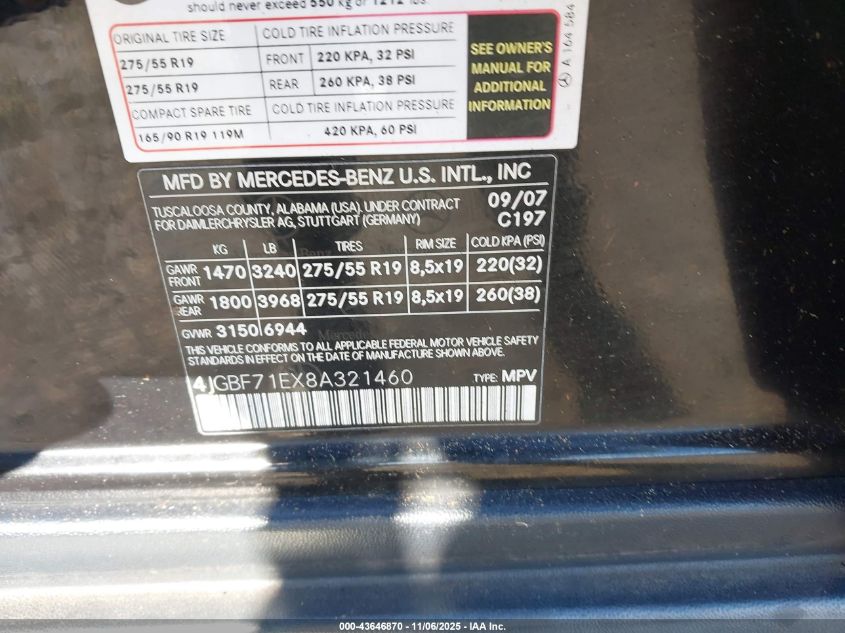 should never exceed 550 kg or 1212 lbs.
ORIGINAL TIRE SIZE COLD TIRE INFLATION PRESSURE
275/55 R19 FRONT 220 KPA, 32 PSI
275/55 R19 REAR 260 KPA, 38 PSI
COMPACT SPARE TIRE COLD TIRE INFLATION PRESSURE
165/90 R19 119M 420 KPA, 60 PSI
SEE OWNER'S
MANUAL FOR
ADDITIONAL
INFORMATION
A 164 584
MFD BY MERCEDES-BENZ U.S. INTL., INC
TUSCALOOSA COUNTY, ALABAMA (USA). UNDER CONTRACT 09/07
FOR DAIMLERCHRYSLER AG, STUTTGART (GERMANY) C197
KG LB TIRES RIM SIZE COLD KPA (PSI)
GAWR FRONT 1470 3240 275/55 R19 8,5x19 220(32)
GAWR REAR 1800 3968 275/55 R19 8,5x19 260(38)
GVWR 3150 6944
THIS VEHICLE CONFORMS TO ALL APPLICABLE FEDERAL MOTOR VEHICLE SAFETY
STANDARDS IN EFFECT ON THE DATE OF MANUFACTURE SHOWN ABOVE.
4JGBF71EX8A321460 TYPE: MPV
000-43646870 - 11/06/2025 - IAA Inc.